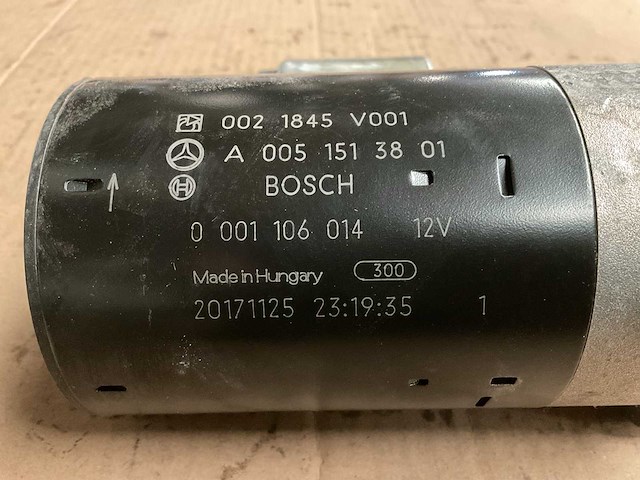 002 1845 V001
A 005 151 38 01
BOSCH
0 001 106 014 12V
Made in Hungary 300
20171125 23:19:35 1